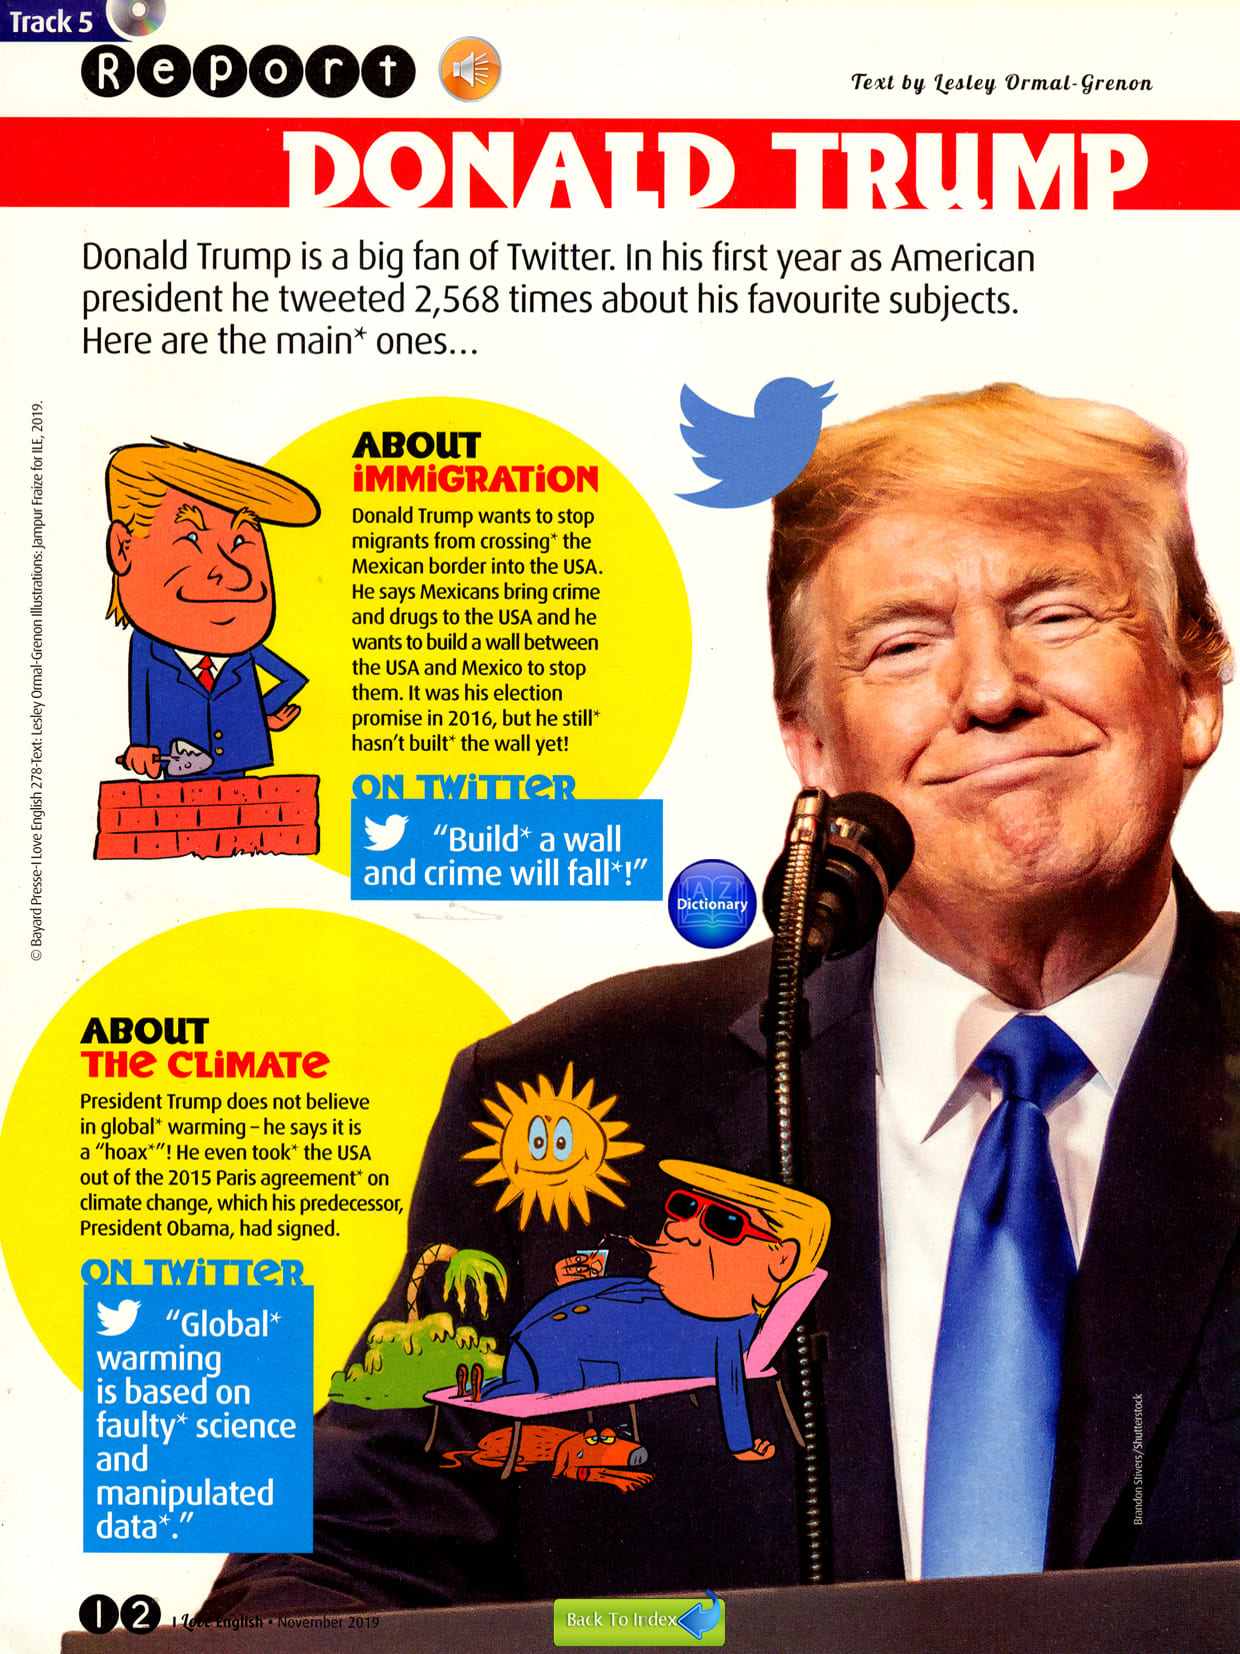 Track 5
Report
Text by Lesley Ormal-Grenon
DONALD TRUMP
Donald Trump is a big fan of Twitter. In his first year as American
president he tweeted 2,568 times about his favourite subjects.
Here are the main* ones...
© Bayard Presse-I Love English 278-Text: Lesley Ormal-Grenon Illustrations: Jampur Fraize for ILE, 2019.
ABOUT
iMMiGRATiON
Donald Trump wants to stop
migrants from crossing* the
Mexican border into the USA.
He says Mexicans bring crime
and drugs to the USA and he
wants to build a wall between
the USA and Mexico to stop
them. It was his election
promise in 2016, but he still*
hasn't built* the wall yet!
ON TWiTTER
“Build* a wall
and crime will fall*!”
A Z
Dictionary
ABOUT
THe CLiMATe
President Trump does not believe
in global* warming – he says it is
a “hoax*”! He even took* the USA
out of the 2015 Paris agreement* on
climate change, which his predecessor,
President Obama, had signed.
ON TWiTTeR
“Global*
warming
is based on
faulty* science
and
manipulated
data*.”
Brandon Stivers/Shutterstock
12
I Love English • November 2019
Back To Index